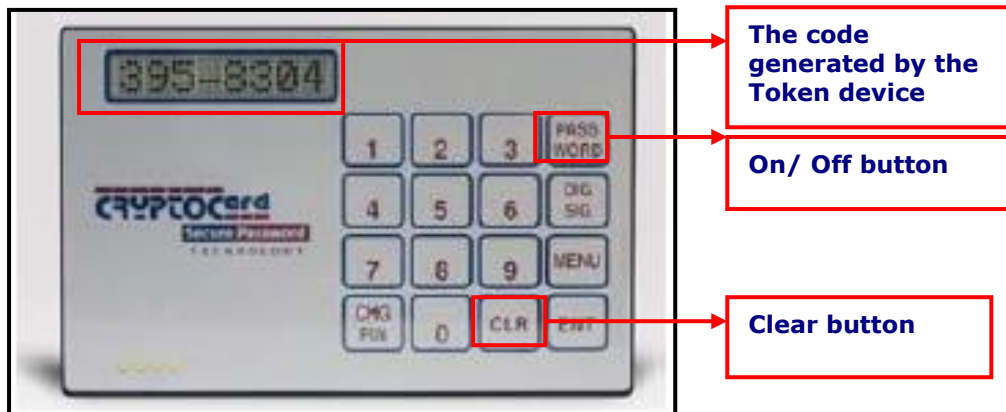 395-8304
The code
generated by the
Token device
1 2 3 PASS WORD
On/ Off button
CRYPTOCard
Secure Password
TECHNOLOGY
4 5 6 DIG SIG
7 8 9 MENU
CHG PIN 0 CLR ENT
Clear button